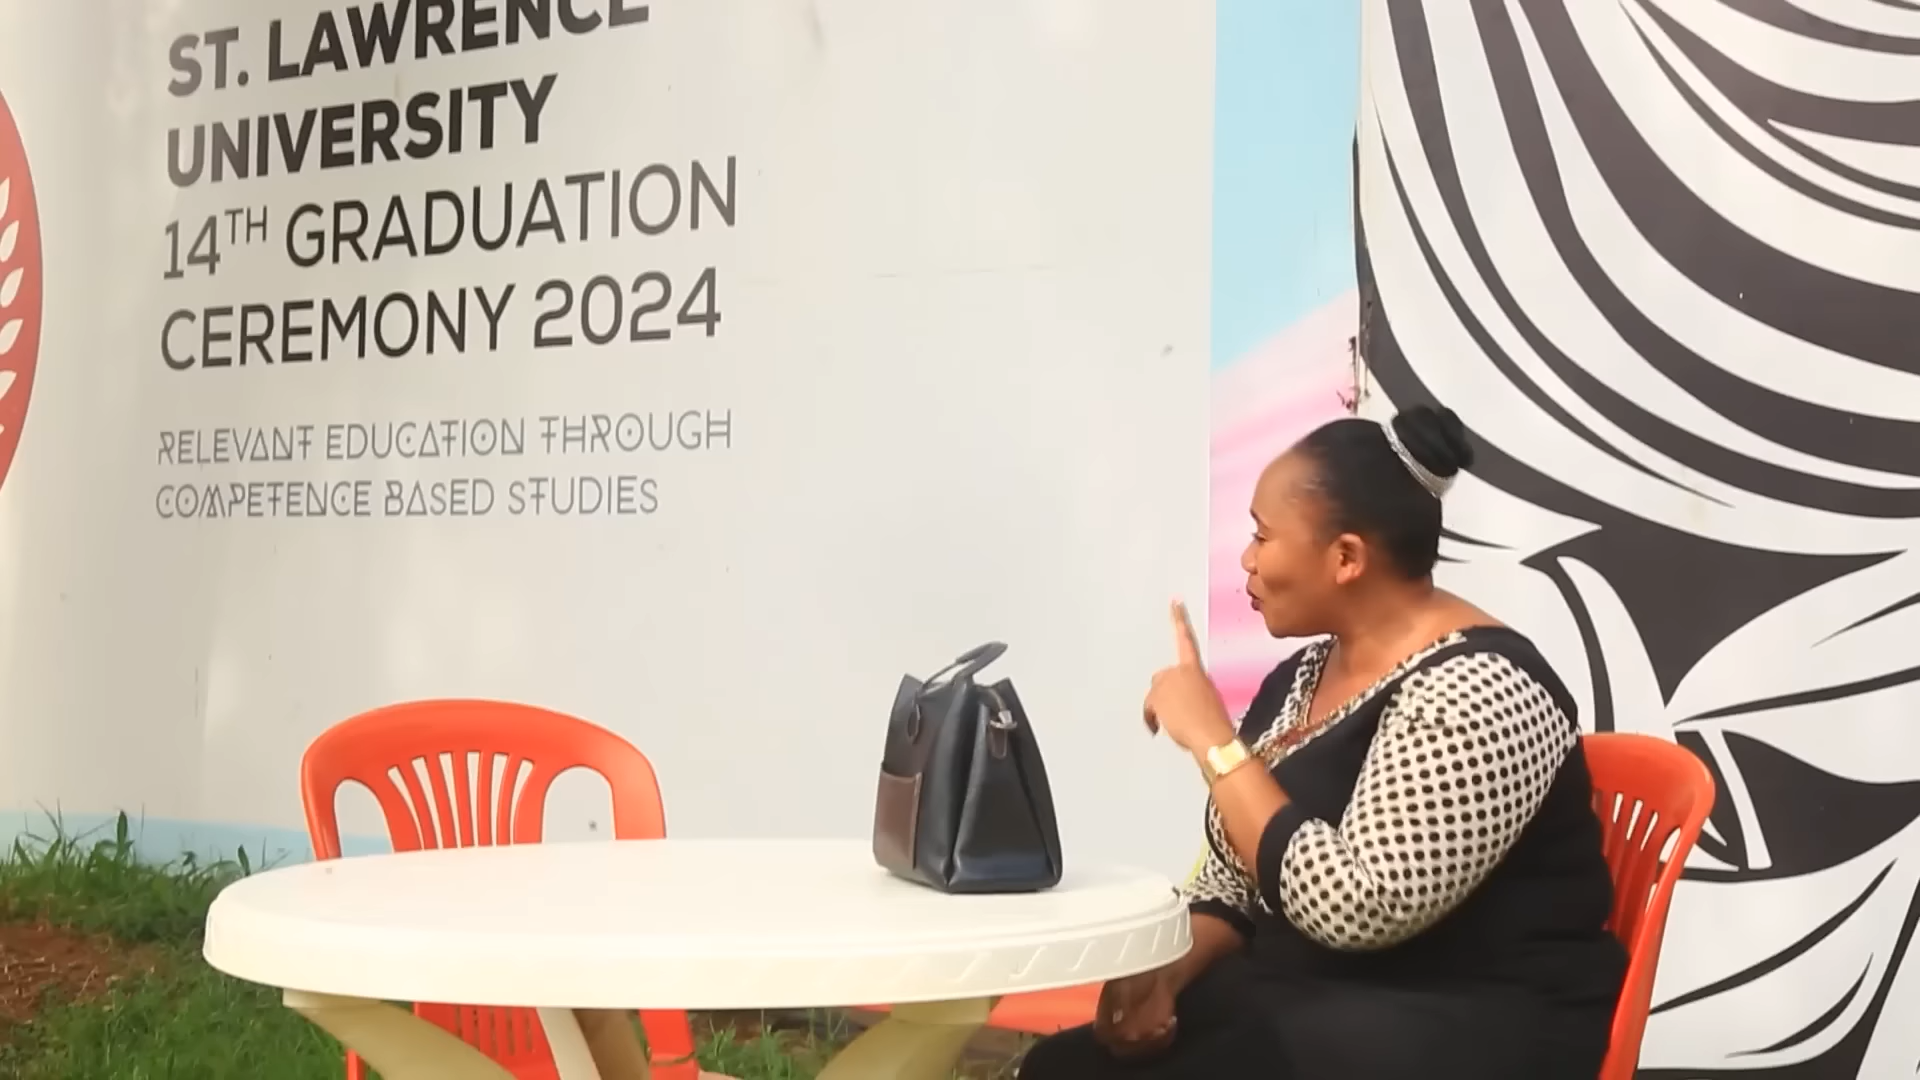 ST. LAWRENCE
UNIVERSITY
14TH GRADUATION
CEREMONY 2024
RELEVANT EDUCATION THROUGH
COMPETENCE BASED STUDIES